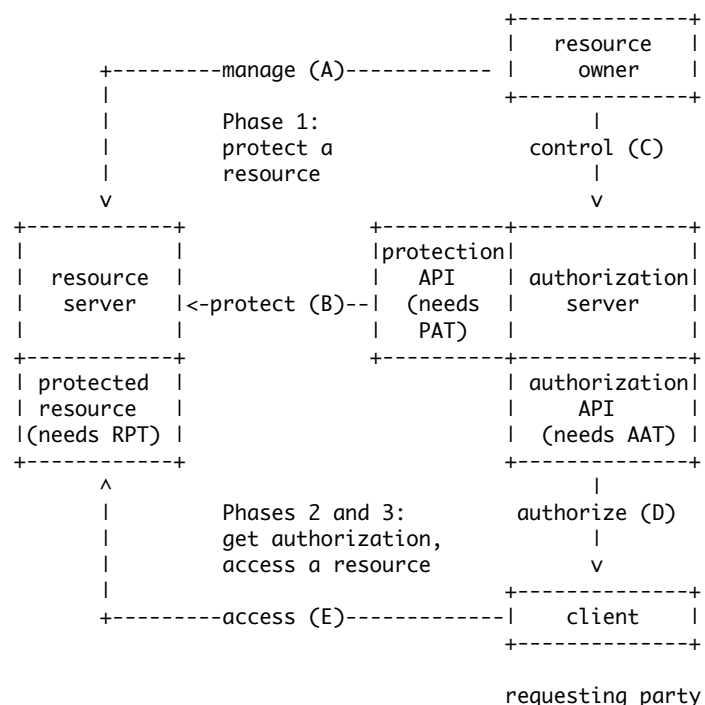 +--------------+
|   resource   |
+---------manage (A)------------ |     owner    |
|                                +--------------+
|       Phase 1:                        |
|       protect a                  control (C)
|       resource                        |
v                                       v
+------------+               +----------+--------------+
|            |               |protection|              |
|  resource  |               |   API    | authorization|
|   server   |<-protect (B)--|  (needs  |    server    |
|            |               |   PAT)   |              |
+------------+               +----------+--------------+
| protected  |                          | authorization|
| resource   |                          |     API      |
|(needs RPT) |                          |  (needs AAT) |
+------------+                          +--------------+
^                                       |
|       Phases 2 and 3:            authorize (D)
|       get authorization,              |
|       access a resource               v
|                                +--------------+
+---------access (E)-------------|    client    |
+--------------+
requesting party